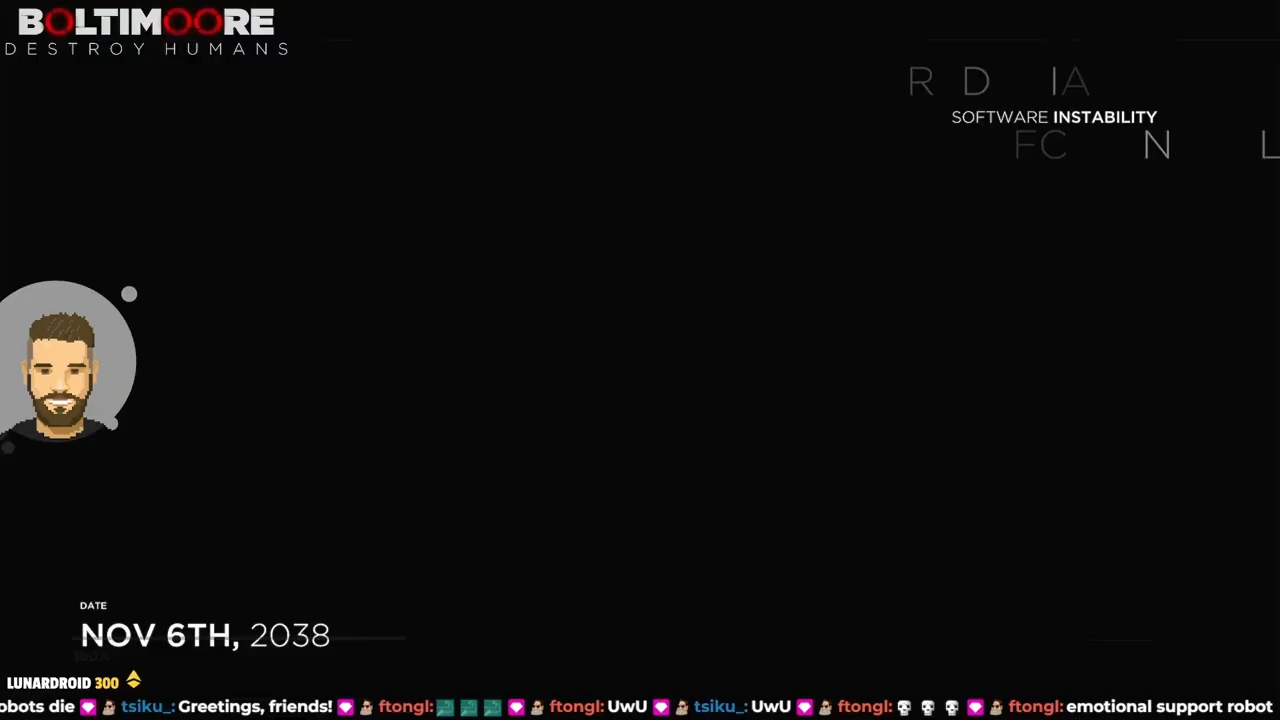 BOLTIMOORE
DESTROY HUMANS
R D IA
SOFTWARE INSTABILITY
FC N L
DATE
NOV 6TH, 2038
LUNARDROID 300
obots die tsiku_: Greetings, friends! ftongl: ftongl: UwU tsiku_: UwU ftongl: 💀 💀 💀 ftongl: emotional support robot